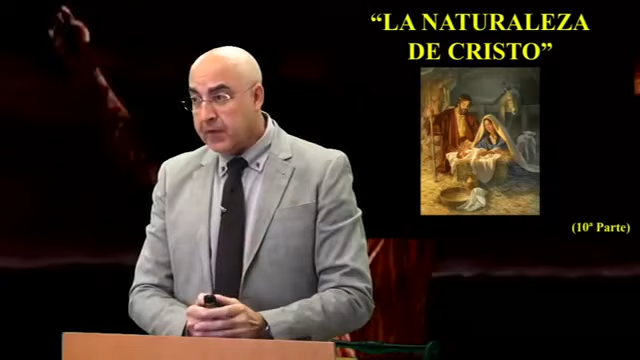 “LA NATURALEZA
DE CRISTO”
(10ª Parte)